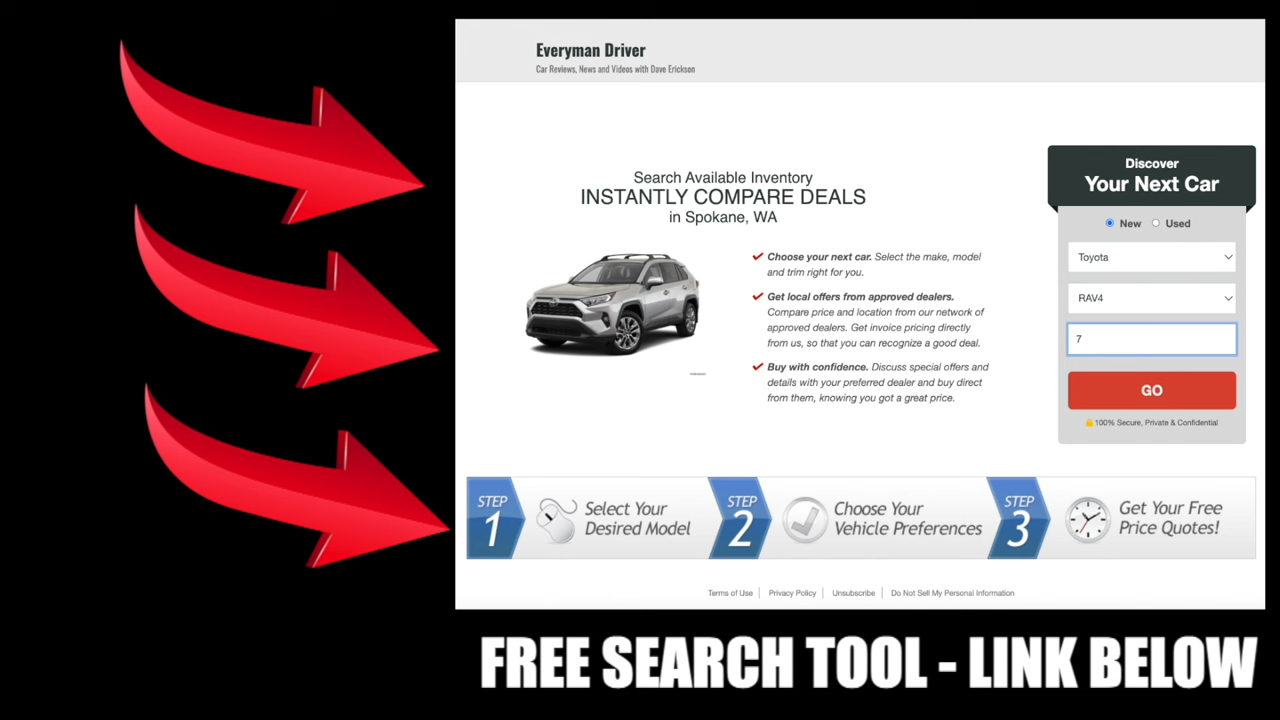 Everyman Driver
Car Reviews, News and Videos with Dave Erickson
Search Available Inventory
INSTANTLY COMPARE DEALS
in Spokane, WA
Choose your next car. Select the make, model
and trim right for you.
Get local offers from approved dealers.
Compare price and location from our network of
approved dealers. Get invoice pricing directly
from us, so that you can recognize a good deal.
Buy with confidence. Discuss special offers and
details with your preferred dealer and buy direct
from them, knowing you got a great price.
Discover
Your Next Car
New Used
Toyota
RAV4
7
GO
100% Secure, Private & Confidential
STEP
1
Select Your
Desired Model
STEP
2
Choose Your
Vehicle Preferences
STEP
3
Get Your Free
Price Quotes!
Terms of Use | Privacy Policy | Unsubscribe | Do Not Sell My Personal Information
FREE SEARCH TOOL - LINK BELOW